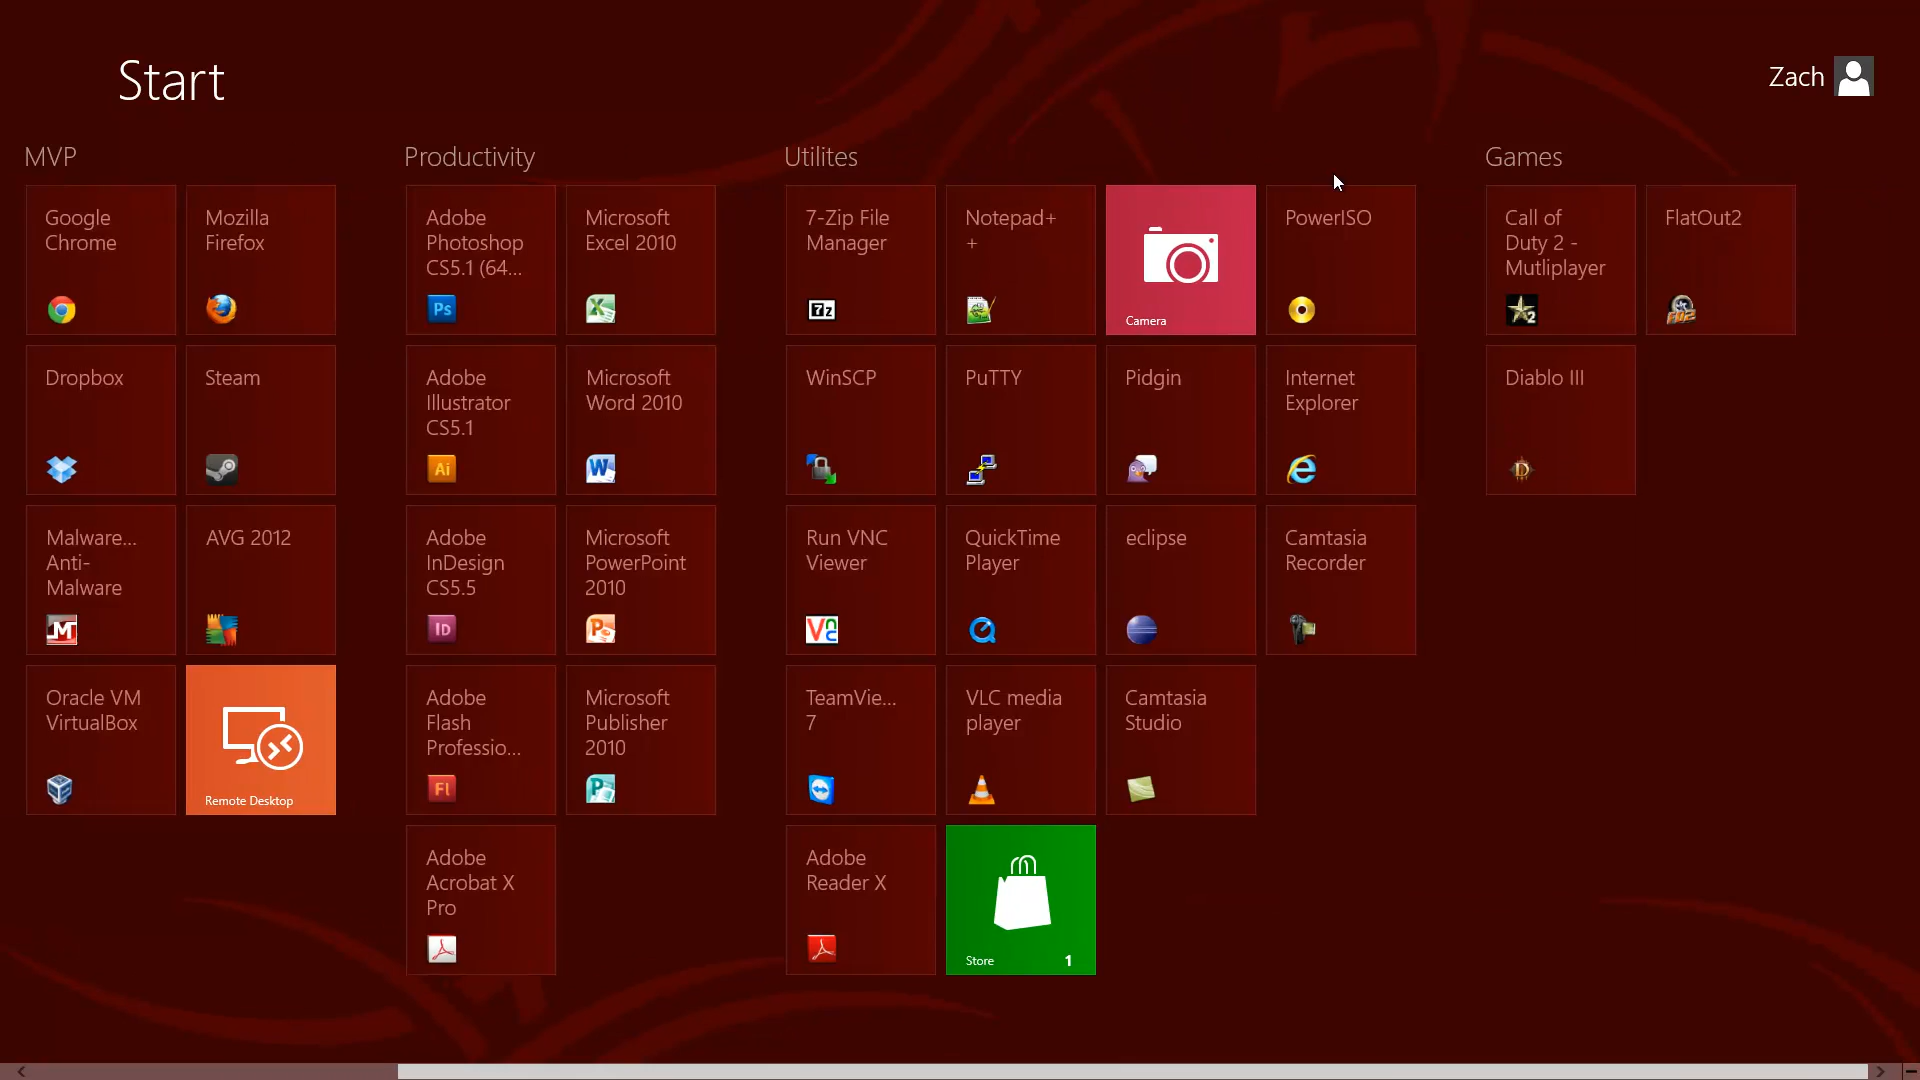 Start
Zach
MVP
Productivity
Utilites
Games
Google
Chrome
Mozilla
Firefox
Adobe
Photoshop
CS5.1 (64...
Microsoft
Excel 2010
7-Zip File
Manager
Notepad+
+
Camera
PowerISO
Call of
Duty 2 -
Mutliplayer
FlatOut2
Dropbox
Steam
Adobe
Illustrator
CS5.1
Microsoft
Word 2010
WinSCP
PuTTY
Pidgin
Internet
Explorer
Diablo III
Malware...
Anti-
Malware
AVG 2012
Adobe
InDesign
CS5.5
Microsoft
PowerPoint
2010
Run VNC
Viewer
QuickTime
Player
eclipse
Camtasia
Recorder
Oracle VM
VirtualBox
Remote Desktop
Adobe
Flash
Professio...
Microsoft
Publisher
2010
TeamVie...
7
VLC media
player
Camtasia
Studio
Adobe
Acrobat X
Pro
Adobe
Reader X
Store 1